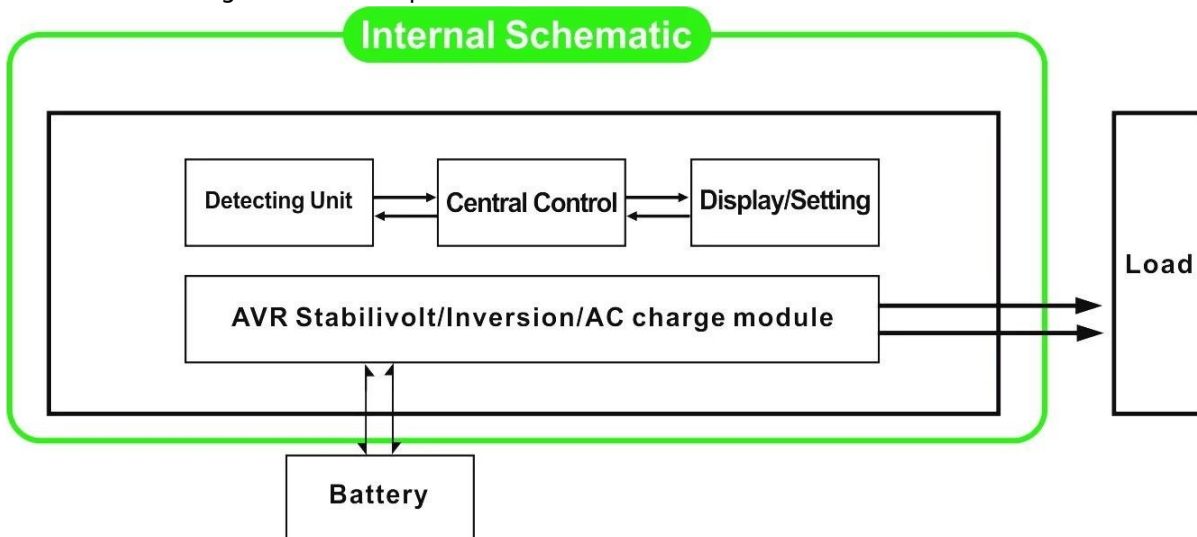 Internal Schematic
Detecting Unit
Central Control
Display/Setting
Load
AVR Stabilivolt/Inversion/AC charge module
Battery